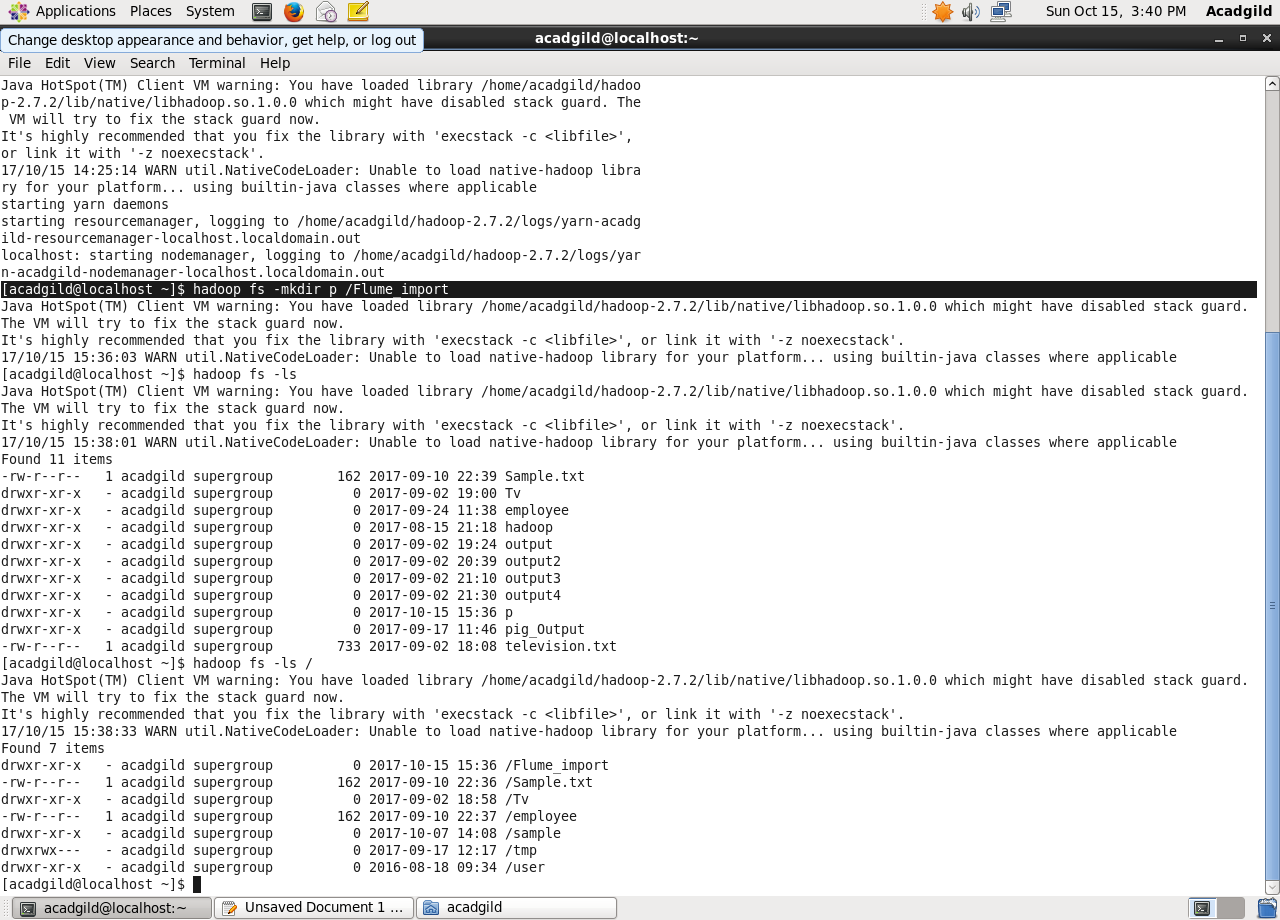 Applications Places System Sun Oct 15, 3:40 PM Acadgild
Change desktop appearance and behavior, get help, or log out
acadgild@localhost:~
File Edit View Search Terminal Help
Java HotSpot(TM) Client VM warning: You have loaded library /home/acadgild/hadoo
p-2.7.2/lib/native/libhadoop.so.1.0.0 which might have disabled stack guard. The
 VM will try to fix the stack guard now.
It's highly recommended that you fix the library with 'execstack -c <libfile>',
or link it with '-z noexecstack'.
17/10/15 14:25:14 WARN util.NativeCodeLoader: Unable to load native-hadoop libra
ry for your platform... using builtin-java classes where applicable
starting yarn daemons
starting resourcemanager, logging to /home/acadgild/hadoop-2.7.2/logs/yarn-acadg
ild-resourcemanager-localhost.localdomain.out
localhost: starting nodemanager, logging to /home/acadgild/hadoop-2.7.2/logs/yar
n-acadgild-nodemanager-localhost.localdomain.out
[acadgild@localhost ~]$ hadoop fs -mkdir p /Flume_import
Java HotSpot(TM) Client VM warning: You have loaded library /home/acadgild/hadoop-2.7.2/lib/native/libhadoop.so.1.0.0 which might have disabled stack guard.
The VM will try to fix the stack guard now.
It's highly recommended that you fix the library with 'execstack -c <libfile>', or link it with '-z noexecstack'.
17/10/15 15:36:03 WARN util.NativeCodeLoader: Unable to load native-hadoop library for your platform... using builtin-java classes where applicable
[acadgild@localhost ~]$ hadoop fs -ls
Java HotSpot(TM) Client VM warning: You have loaded library /home/acadgild/hadoop-2.7.2/lib/native/libhadoop.so.1.0.0 which might have disabled stack guard.
The VM will try to fix the stack guard now.
It's highly recommended that you fix the library with 'execstack -c <libfile>', or link it with '-z noexecstack'.
17/10/15 15:38:01 WARN util.NativeCodeLoader: Unable to load native-hadoop library for your platform... using builtin-java classes where applicable
Found 11 items
-rw-r--r--   1 acadgild supergroup        162 2017-09-10 22:39 Sample.txt
drwxr-xr-x   - acadgild supergroup          0 2017-09-02 19:00 Tv
drwxr-xr-x   - acadgild supergroup          0 2017-09-24 11:38 employee
drwxr-xr-x   - acadgild supergroup          0 2017-08-15 21:18 hadoop
drwxr-xr-x   - acadgild supergroup          0 2017-09-02 19:24 output
drwxr-xr-x   - acadgild supergroup          0 2017-09-02 20:39 output2
drwxr-xr-x   - acadgild supergroup          0 2017-09-02 21:10 output3
drwxr-xr-x   - acadgild supergroup          0 2017-09-02 21:30 output4
drwxr-xr-x   - acadgild supergroup          0 2017-10-15 15:36 p
drwxr-xr-x   - acadgild supergroup          0 2017-09-17 11:46 pig_Output
-rw-r--r--   1 acadgild supergroup        733 2017-09-02 18:08 television.txt
[acadgild@localhost ~]$ hadoop fs -ls /
Java HotSpot(TM) Client VM warning: You have loaded library /home/acadgild/hadoop-2.7.2/lib/native/libhadoop.so.1.0.0 which might have disabled stack guard.
The VM will try to fix the stack guard now.
It's highly recommended that you fix the library with 'execstack -c <libfile>', or link it with '-z noexecstack'.
17/10/15 15:38:33 WARN util.NativeCodeLoader: Unable to load native-hadoop library for your platform... using builtin-java classes where applicable
Found 7 items
drwxr-xr-x   - acadgild supergroup          0 2017-10-15 15:36 /Flume_import
-rw-r--r--   1 acadgild supergroup        162 2017-09-10 22:36 /Sample.txt
drwxr-xr-x   - acadgild supergroup          0 2017-09-02 18:58 /Tv
-rw-r--r--   1 acadgild supergroup        162 2017-09-10 22:37 /employee
drwxr-xr-x   - acadgild supergroup          0 2017-10-07 14:08 /sample
drwxrwx---   - acadgild supergroup          0 2017-09-17 12:17 /tmp
drwxr-xr-x   - acadgild supergroup          0 2016-08-18 09:34 /user
[acadgild@localhost ~]$
acadgild@localhost:~ Unsaved Document 1 ... acadgild